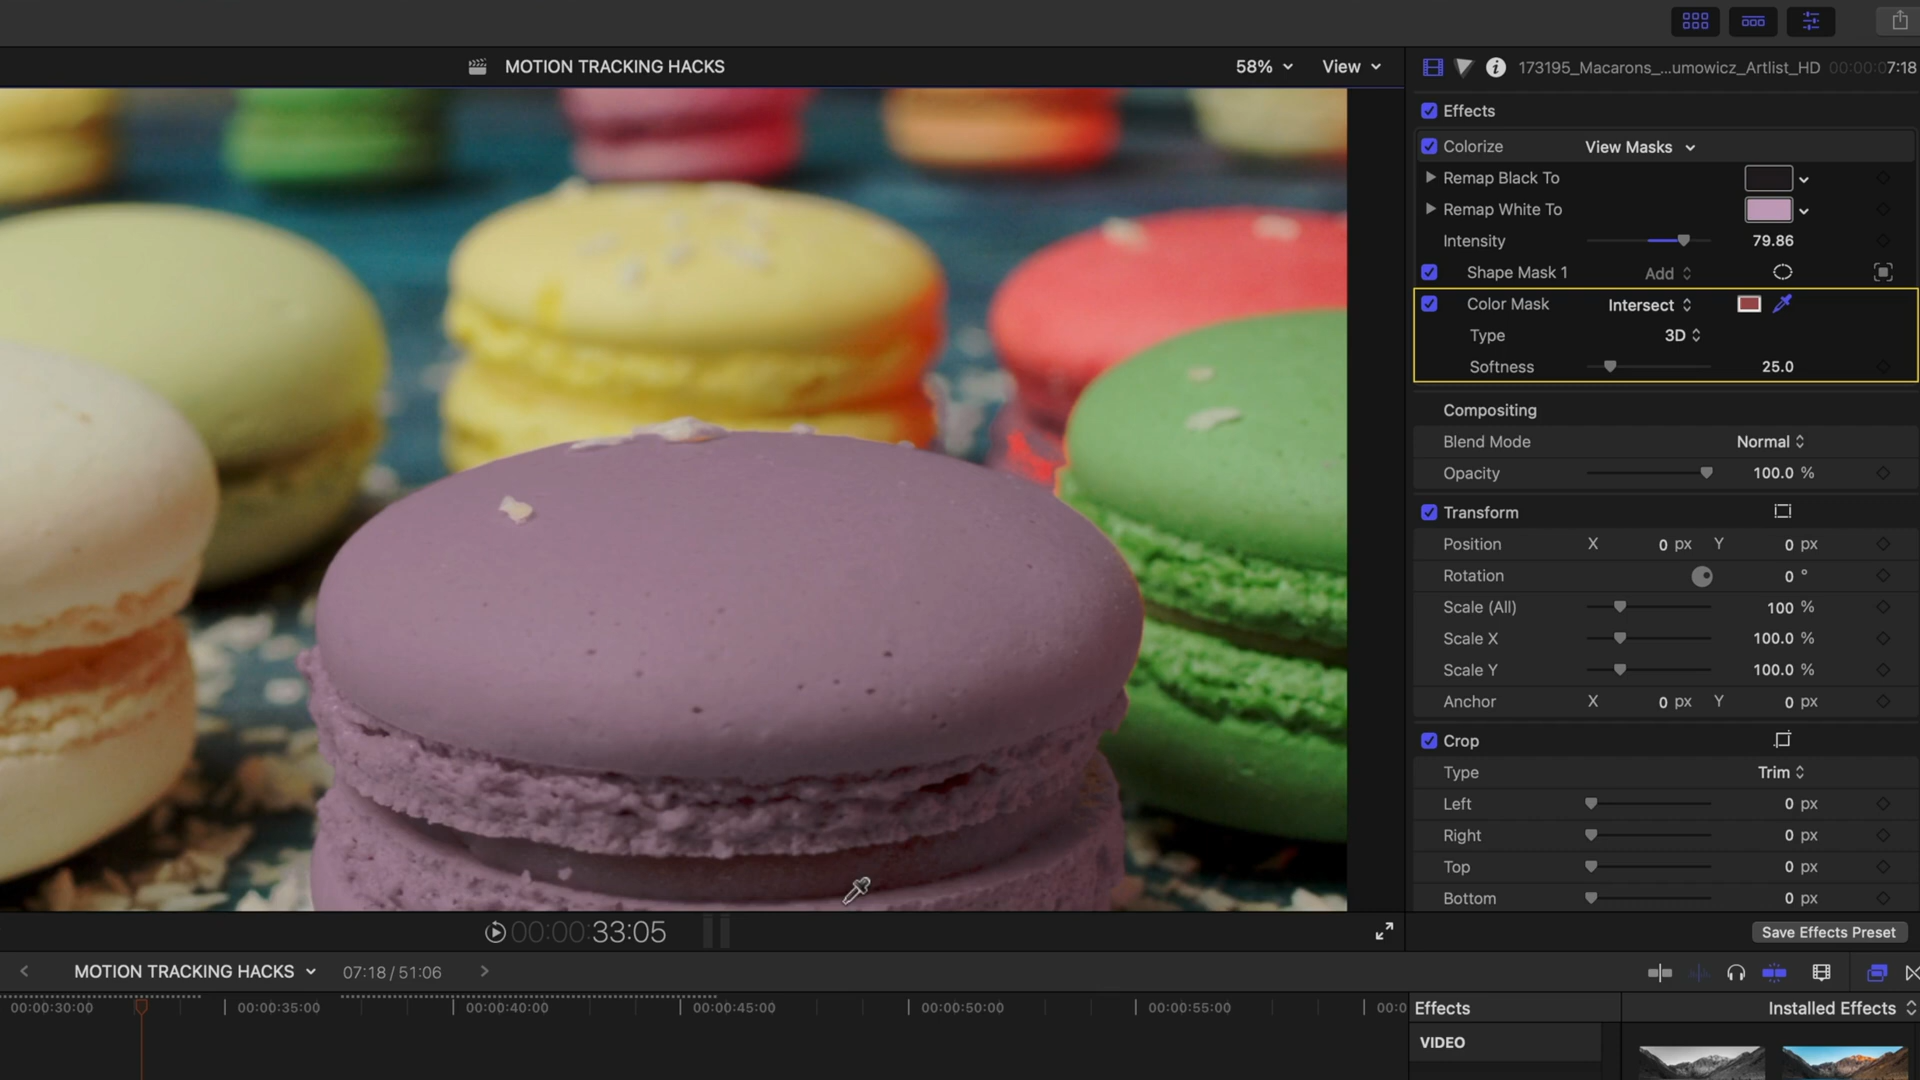 MOTION TRACKING HACKS
58%
View
173195_Macarons_...umowicz_Artlist_HD
00:00:07:18
Effects
Colorize
View Masks
Remap Black To
Remap White To
Intensity
79.86
Shape Mask 1
Add
Color Mask
Intersect
Type
3D
Softness
25.0
Compositing
Blend Mode
Normal
Opacity
100.0 %
Transform
Position
X
0 px
Y
0 px
Rotation
0 °
Scale (All)
100 %
Scale X
100.0 %
Scale Y
100.0 %
Anchor
X
0 px
Y
0 px
Crop
Type
Trim
Left
0 px
Right
0 px
Top
0 px
Bottom
0 px
00:00:33:05
Save Effects Preset
MOTION TRACKING HACKS
07:18 / 51:06
00:00:30:00
00:00:35:00
00:00:40:00
00:00:45:00
00:00:50:00
00:00:55:00
00:0
Effects
Installed Effects
VIDEO